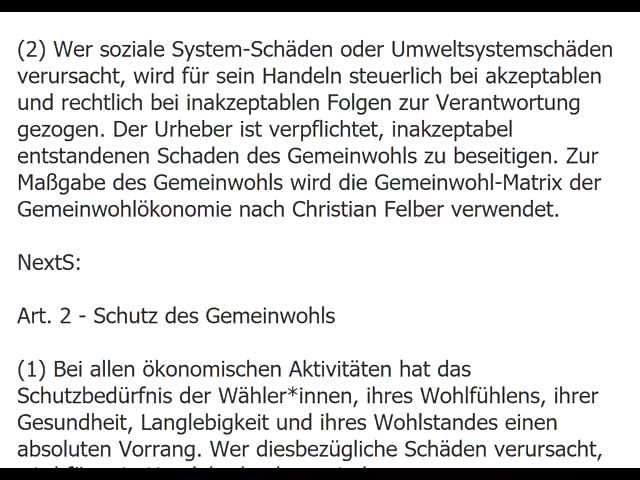 (2) Wer soziale System-Schäden oder Umweltsystemschäden
verursacht, wird für sein Handeln steuerlich bei akzeptablen
und rechtlich bei inakzeptablen Folgen zur Verantwortung
gezogen. Der Urheber ist verpflichtet, inakzeptabel
entstandenen Schaden des Gemeinwohls zu beseitigen. Zur
Maßgabe des Gemeinwohls wird die Gemeinwohl-Matrix der
Gemeinwohlökonomie nach Christian Felber verwendet.
NextS:
Art. 2 - Schutz des Gemeinwohls
(1) Bei allen ökonomischen Aktivitäten hat das
Schutzbedürfnis der Wähler*innen, ihres Wohlfühlens, ihrer
Gesundheit, Langlebigkeit und ihres Wohlstandes einen
absoluten Vorrang. Wer diesbezügliche Schäden verursacht,